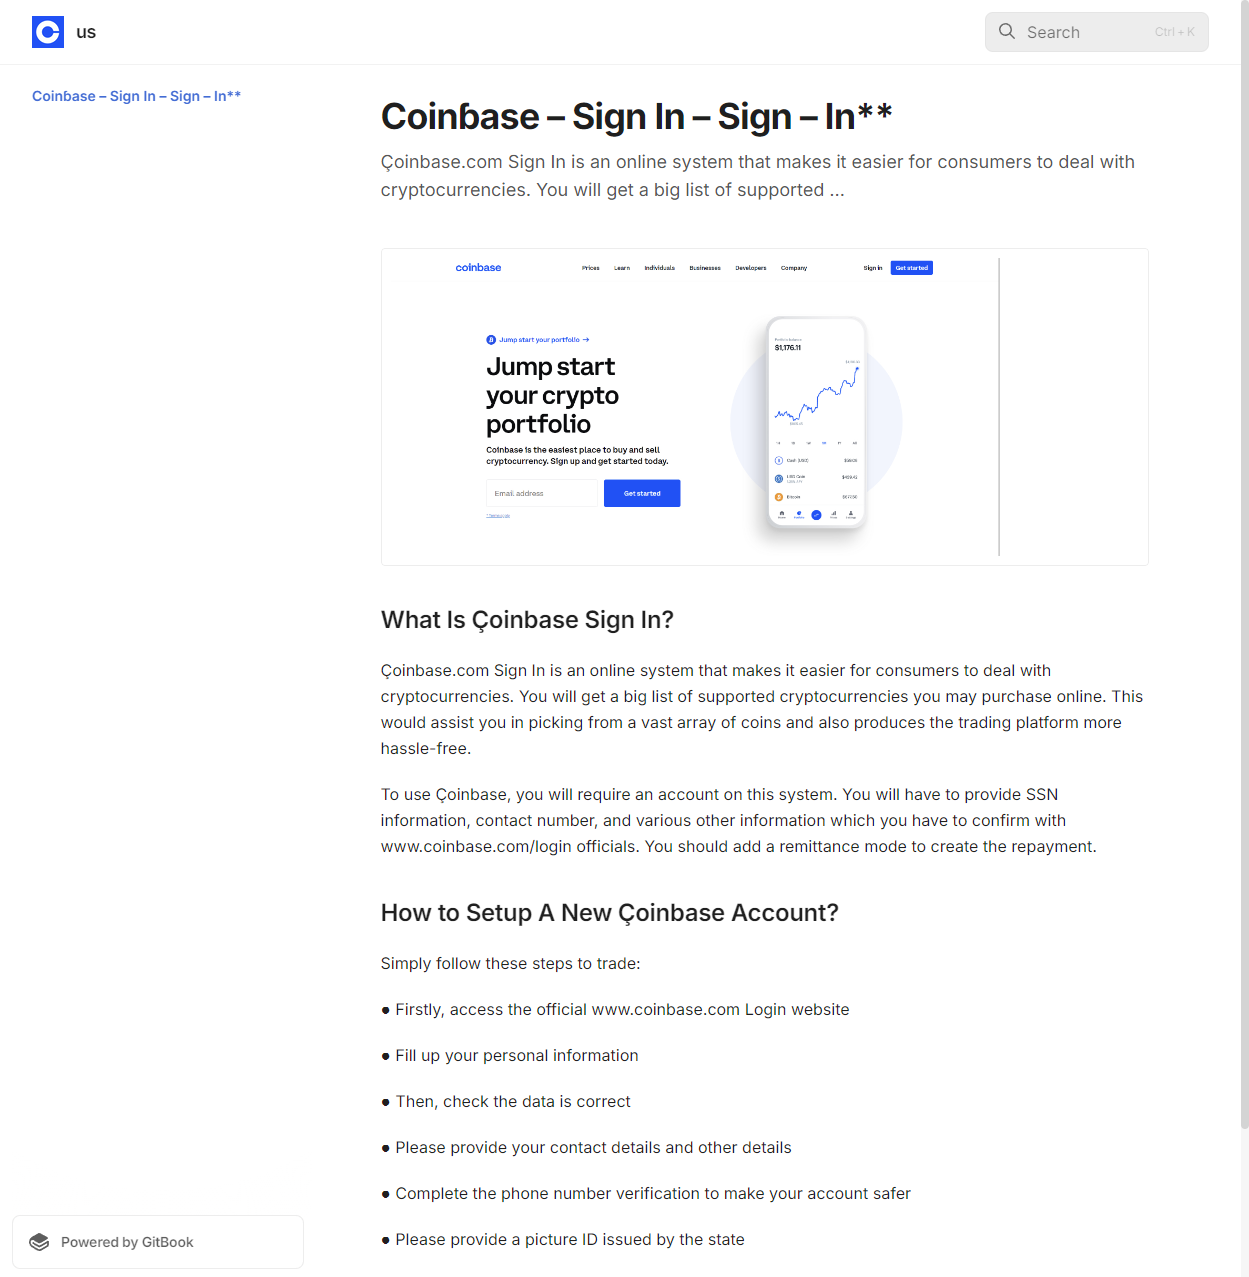 us
Search
Ctrl + K
Coinbase – Sign In – Sign – In**
Coinɓase – Sign In – Sign – In**
Çoinbase.com Sign In is an online system that makes it easier for consumers to deal with
cryptocurrencies. You will get a big list of supported ...
coinbase
Prices
Learn
Individuals
Businesses
Developers
Company
Sign in
Get started
Jump start your portfolio →
Jump start
your crypto
portfolio
Coinbase is the easiest place to buy and sell
cryptocurrency. Sign up and get started today.
Email address
Get started
$1,176.11
Cash (USD)
USD Coin
Bitcoin
What Is Çoinbase Sign In?
Çoinbase.com Sign In is an online system that makes it easier for consumers to deal with
cryptocurrencies. You will get a big list of supported cryptocurrencies you may purchase online. This
would assist you in picking from a vast array of coins and also produces the trading platform more
hassle-free.
To use Çoinbase, you will require an account on this system. You will have to provide SSN
information, contact number, and various other information which you have to confirm with
www.coinbase.com/login officials. You should add a remittance mode to create the repayment.
How to Setup A New Çoinbase Account?
Simply follow these steps to trade:
● Firstly, access the official www.coinbase.com Login website
● Fill up your personal information
● Then, check the data is correct
● Please provide your contact details and other details
● Complete the phone number verification to make your account safer
● Please provide a picture ID issued by the state
Powered by GitBook